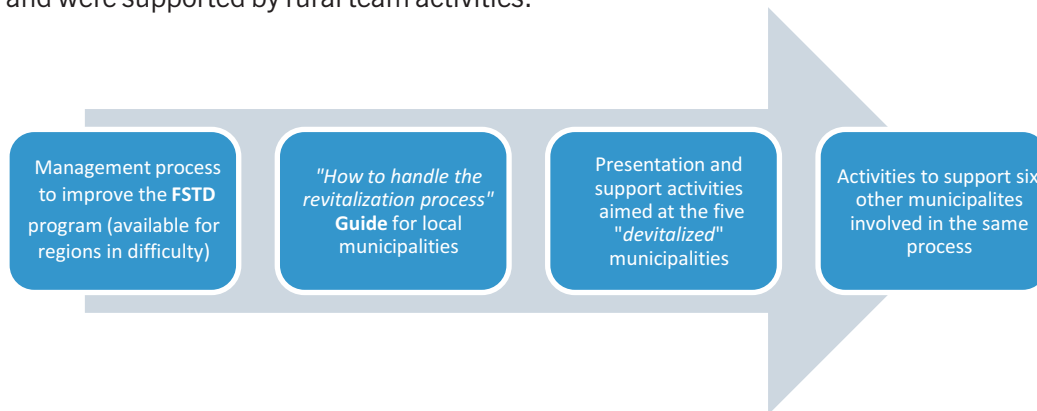 and were supported by rural team activities.
Management process
to improve the FSTD
program (available for
regions in difficulty)
"How to handle the
revitalization process"
Guide for local
municipalities
Presentation and
support activities
aimed at the five
"devitalized"
municipalities
Activities to support six
other municipalites
involved in the same
process